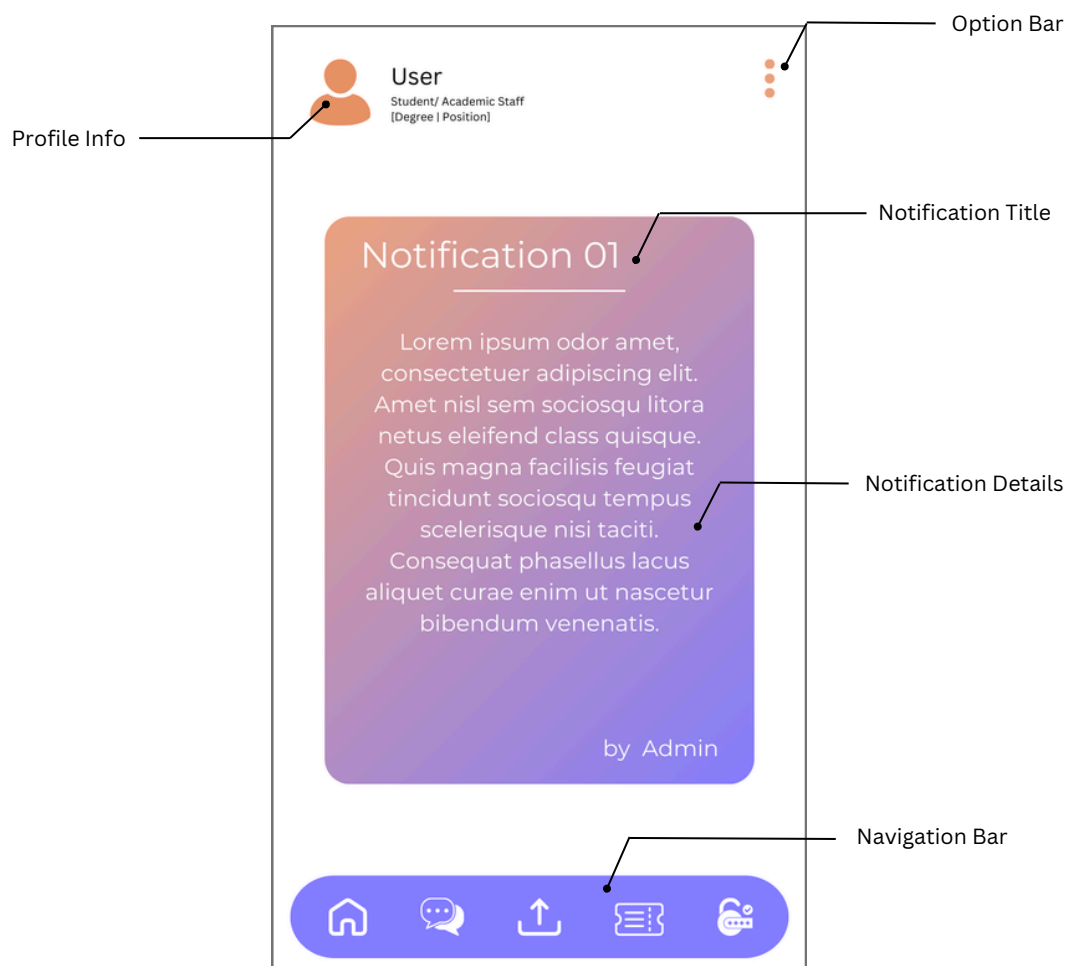 Option Bar
User
Student/ Academic Staff
[Degree | Position]
Profile Info
Notification Title
Notification 01
Lorem ipsum odor amet,
consectetuer adipiscing elit.
Amet nisl sem sociosqu litora
netus eleifend class quisque.
Quis magna facilisis feugiat
Notification Details
tincidunt sociosqu tempus
scelerisque nisi taciti.
Consequat phasellus lacus
aliquet curae enim ut nascetur
bibendum venenatis.
by Admin
Navigation Bar